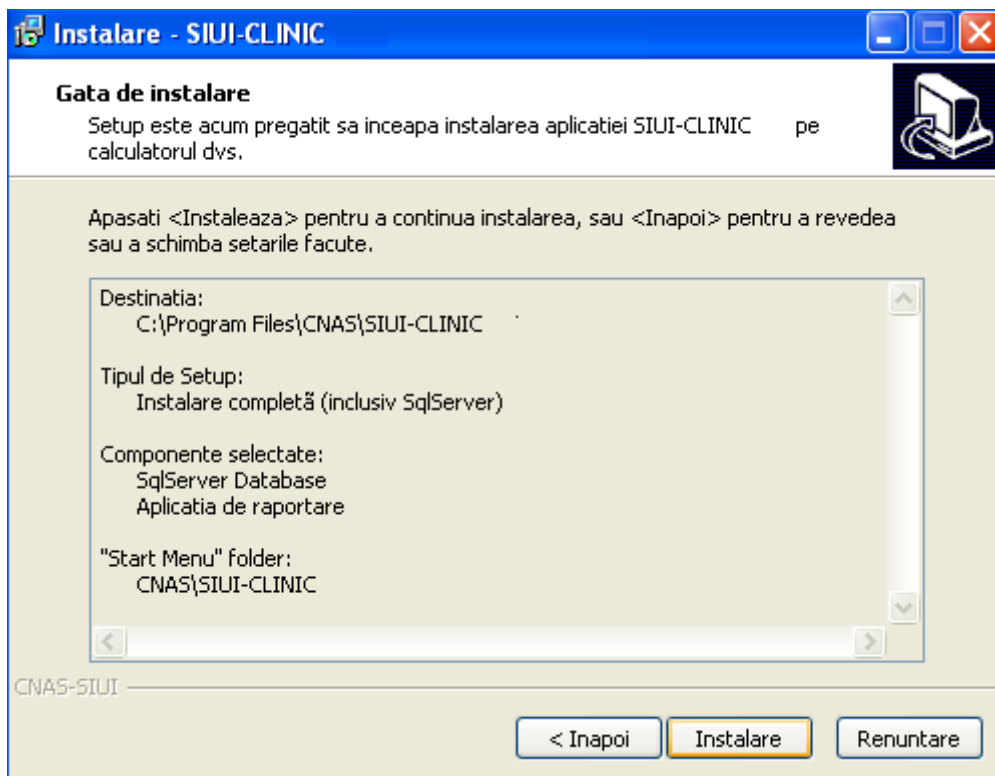 Instalare - SIUI-CLINIC
Gata de instalare
Setup este acum pregatit sa inceapa instalarea aplicatiei SIUI-CLINIC pe
calculatorul dvs.
Apasati <Instaleaza> pentru a continua instalarea, sau <Inapoi> pentru a revedea
sau a schimba setarile facute.
Destinatia:
C:\Program Files\CNAS\SIUI-CLINIC
Tipul de Setup:
Instalare completã (inclusiv SqlServer)
Componente selectate:
SqlServer Database
Aplicatia de raportare
"Start Menu" folder:
CNAS\SIUI-CLINIC
CNAS-SIUI
< Inapoi Instalare Renuntare